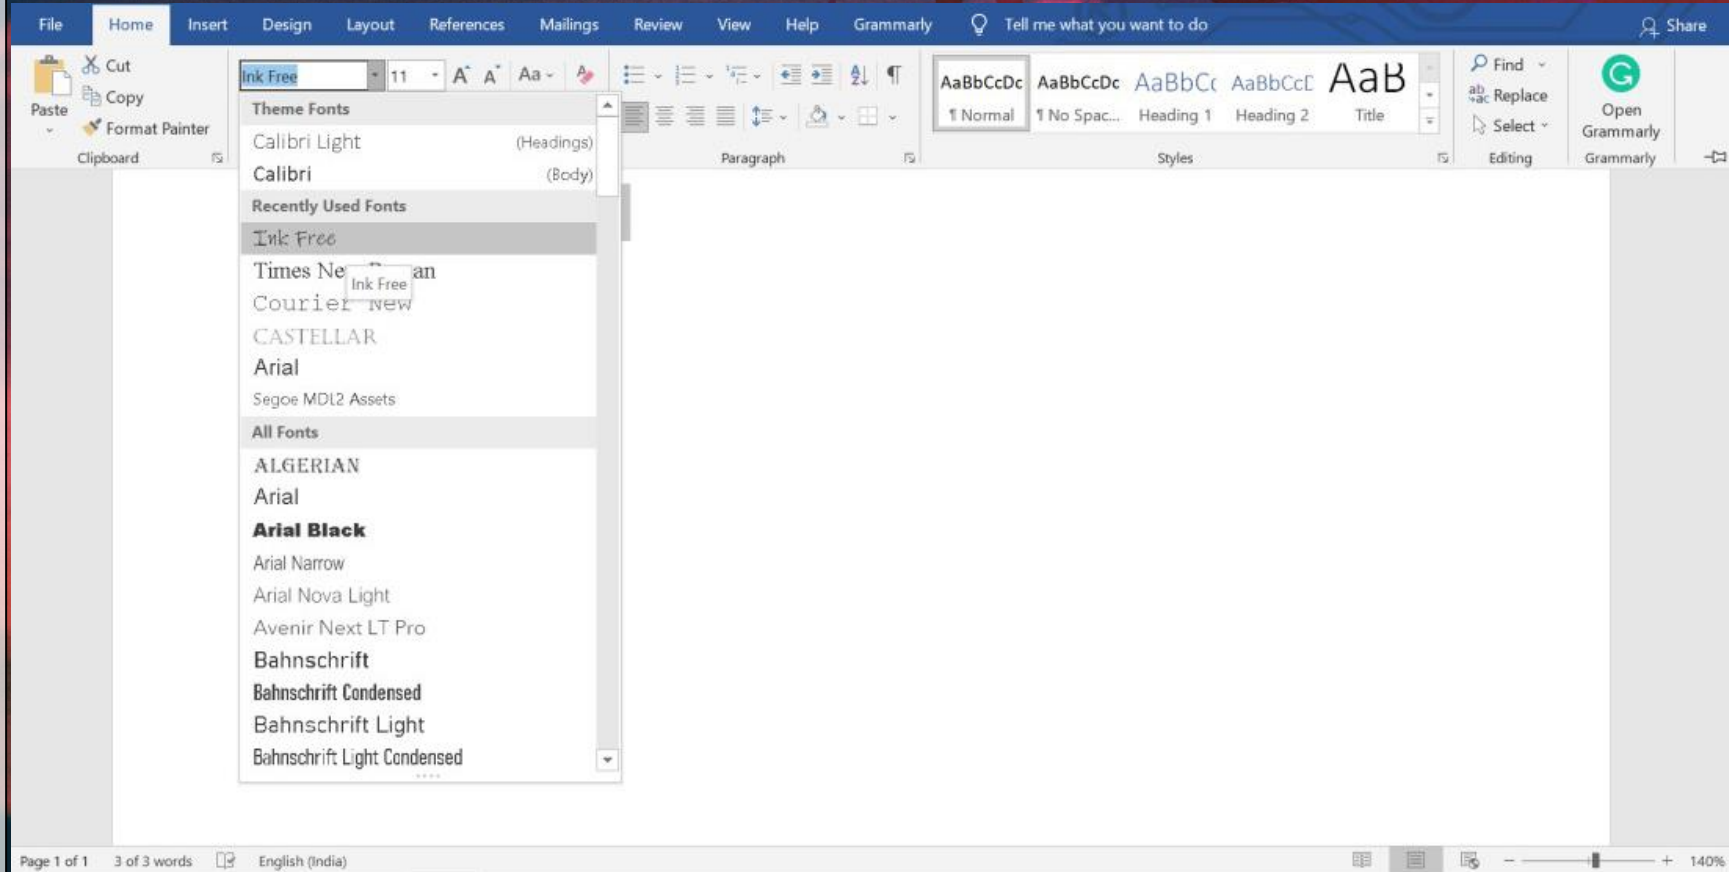 File Home Insert Design Layout References Mailings Review View Help Grammarly Tell me what you want to do Share
Paste
Cut
Copy
Format Painter
Clipboard
Ink Free 11 A A Aa A
AaBbCcDc AaBbCcDc AaBbCc AaBbCcD AaB
¶ Normal ¶ No Spac... Heading 1 Heading 2 Title
Find
Replace
Select
Open
Grammarly
Paragraph Styles Editing Grammarly
Theme Fonts
Calibri Light (Headings)
Calibri (Body)
Recently Used Fonts
Ink Free
Times New Roman
Ink Free
Courier New
CASTELLAR
Arial
Segoe MDL2 Assets
All Fonts
ALGERIAN
Arial
Arial Black
Arial Narrow
Arial Nova Light
Avenir Next LT Pro
Bahnschrift
Bahnschrift Condensed
Bahnschrift Light
Bahnschrift Light Condensed
Page 1 of 1 3 of 3 words English (India) 140%